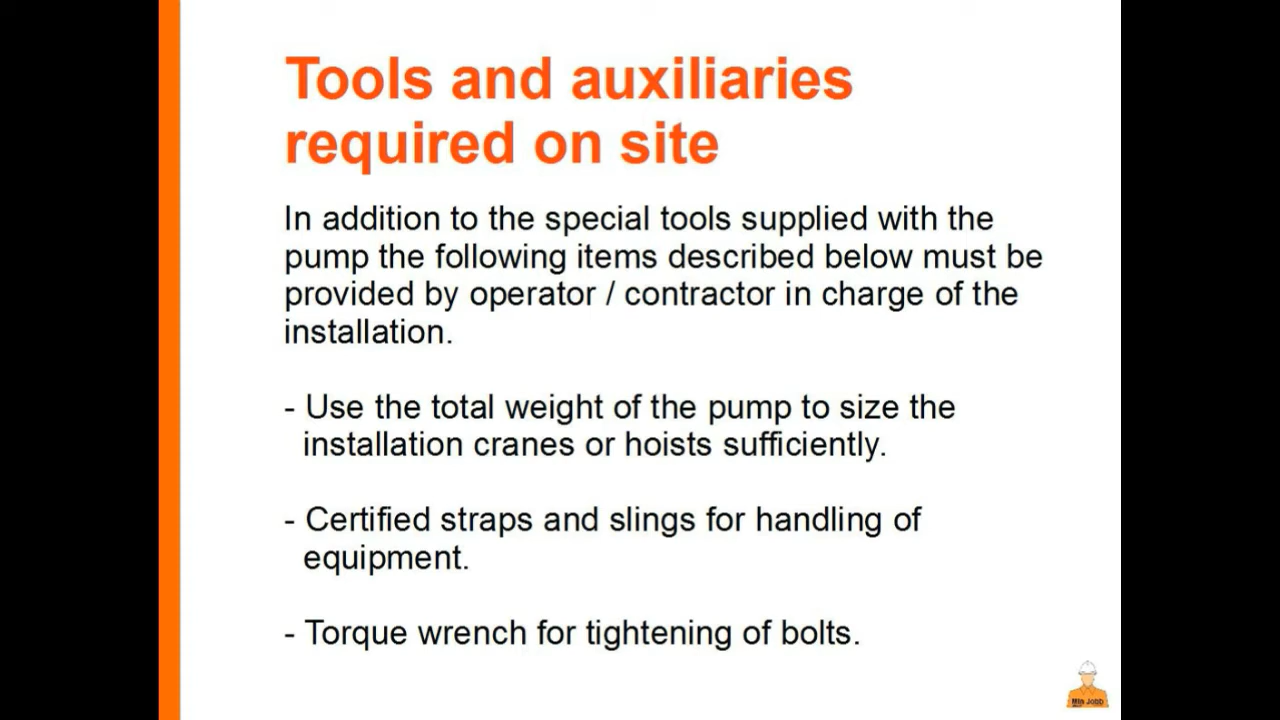 Tools and auxiliaries
required on site
In addition to the special tools supplied with the
pump the following items described below must be
provided by operator / contractor in charge of the
installation.
- Use the total weight of the pump to size the
installation cranes or hoists sufficiently.
- Certified straps and slings for handling of
equipment.
- Torque wrench for tightening of bolts.
Min Jobb